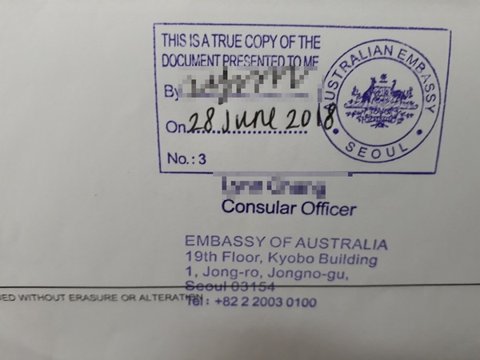 THIS IS A TRUE COPY OF THE
DOCUMENT PRESENTED TO ME
By
On 28 JUNE 2018
No.: 3
AUSTRALIAN EMBASSY
• SEOUL •
Consular Officer
EMBASSY OF AUSTRALIA
19th Floor, Kyobo Building
1, Jong-ro, Jongno-gu,
Seoul 03154
Tel : +82 2 2003 0100
WITHOUT ERASURE OR ALTERATION